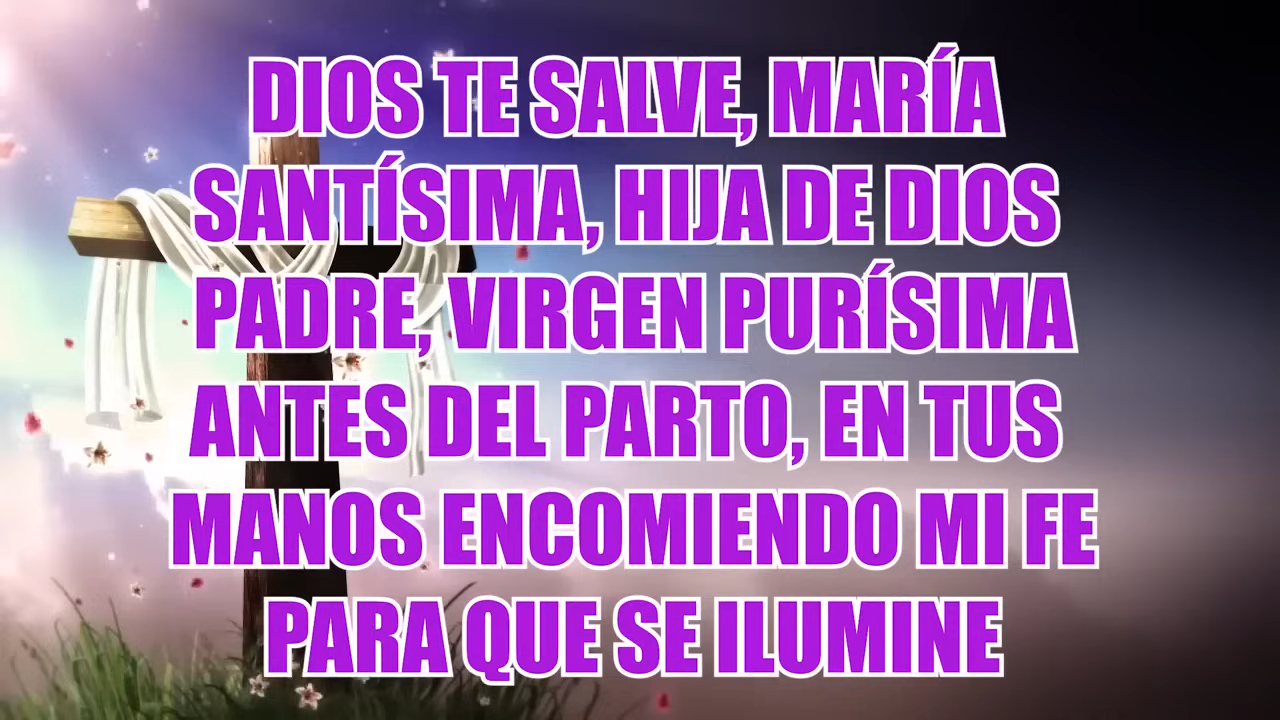 DIOS TE SALVE, MARÍA
SANTÍSIMA, HIJA DE DIOS
PADRE, VIRGEN PURÍSIMA
ANTES DEL PARTO, EN TUS
MANOS ENCOMIENDO MI FE
PARA QUE SE ILUMINE